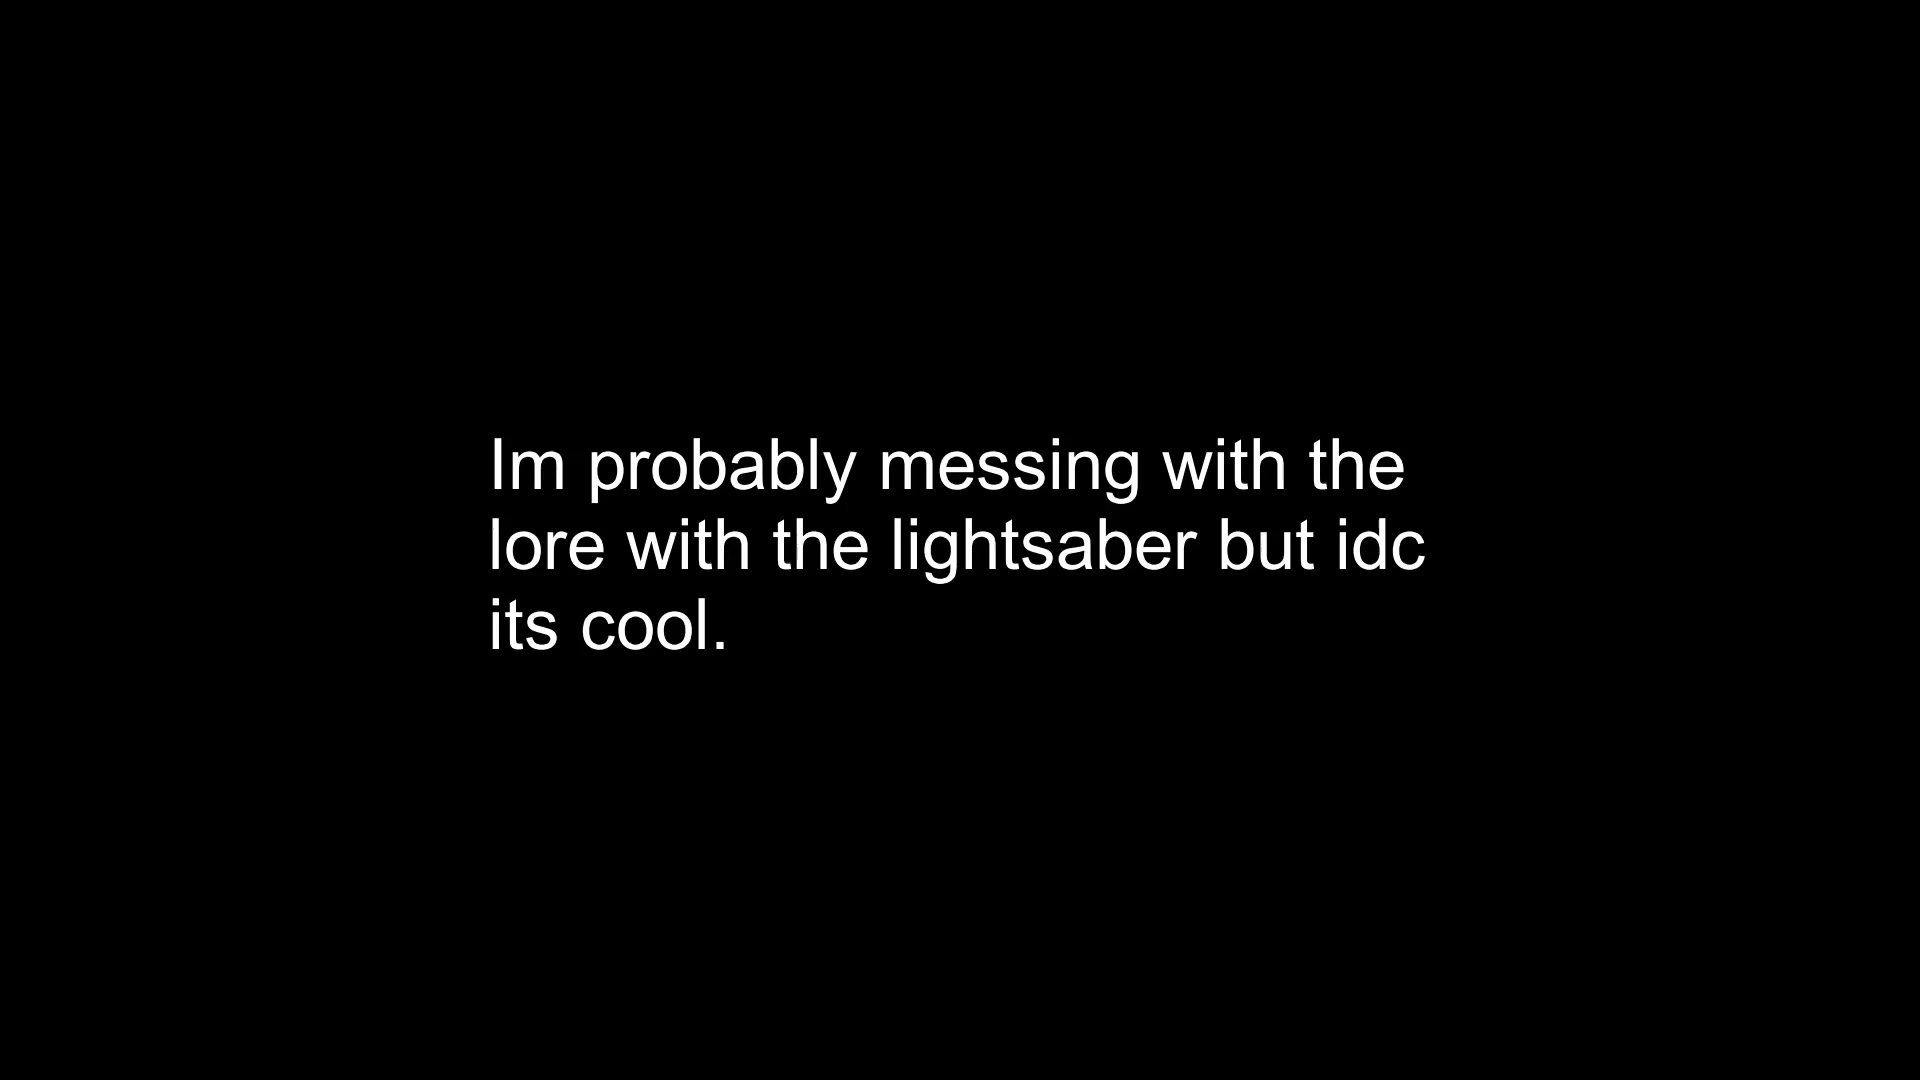 Im probably messing with the
lore with the lightsaber but idc
its cool.